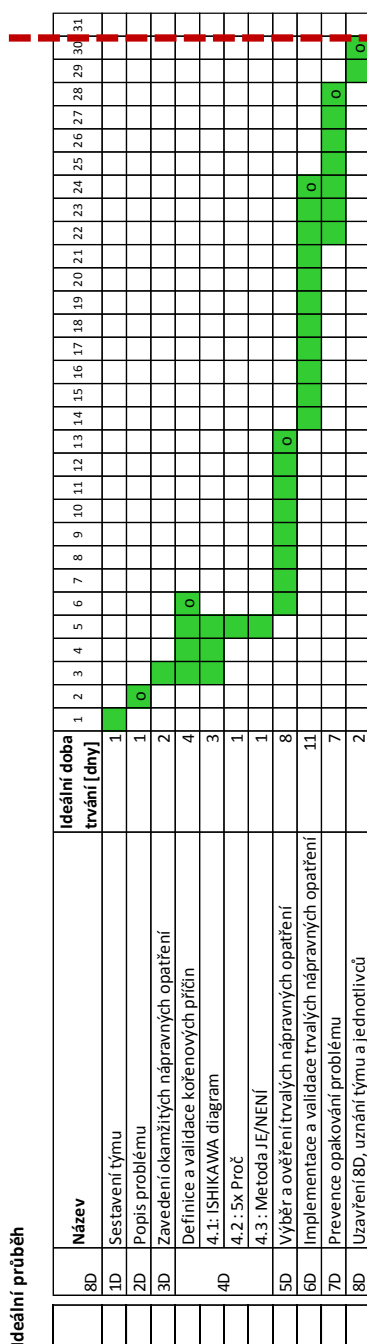 Ideální průběh
8D Název Ideální doba trvání [dny] 1 2 3 4 5 6 7 8 9 10 11 12 13 14 15 16 17 18 19 20 21 22 23 24 25 26 27 28 29 30 31
1D Sestavení týmu 1
2D Popis problému 1 o
3D Zavedení okamžitých nápravných opatření 2
4D Definice a validace kořenových příčin 4 o
4.1: ISHIKAWA diagram 3
4.2 : 5x Proč 1
4.3 : Metoda JE/NENÍ 1
5D Výběr a ověření trvalých nápravných opatření 8 o
6D Implementace a validace trvalých nápravných opatření 11 o
7D Prevence opakování problému 7 o
8D Uzavření 8D, uznání týmu a jednotlivců 2 o